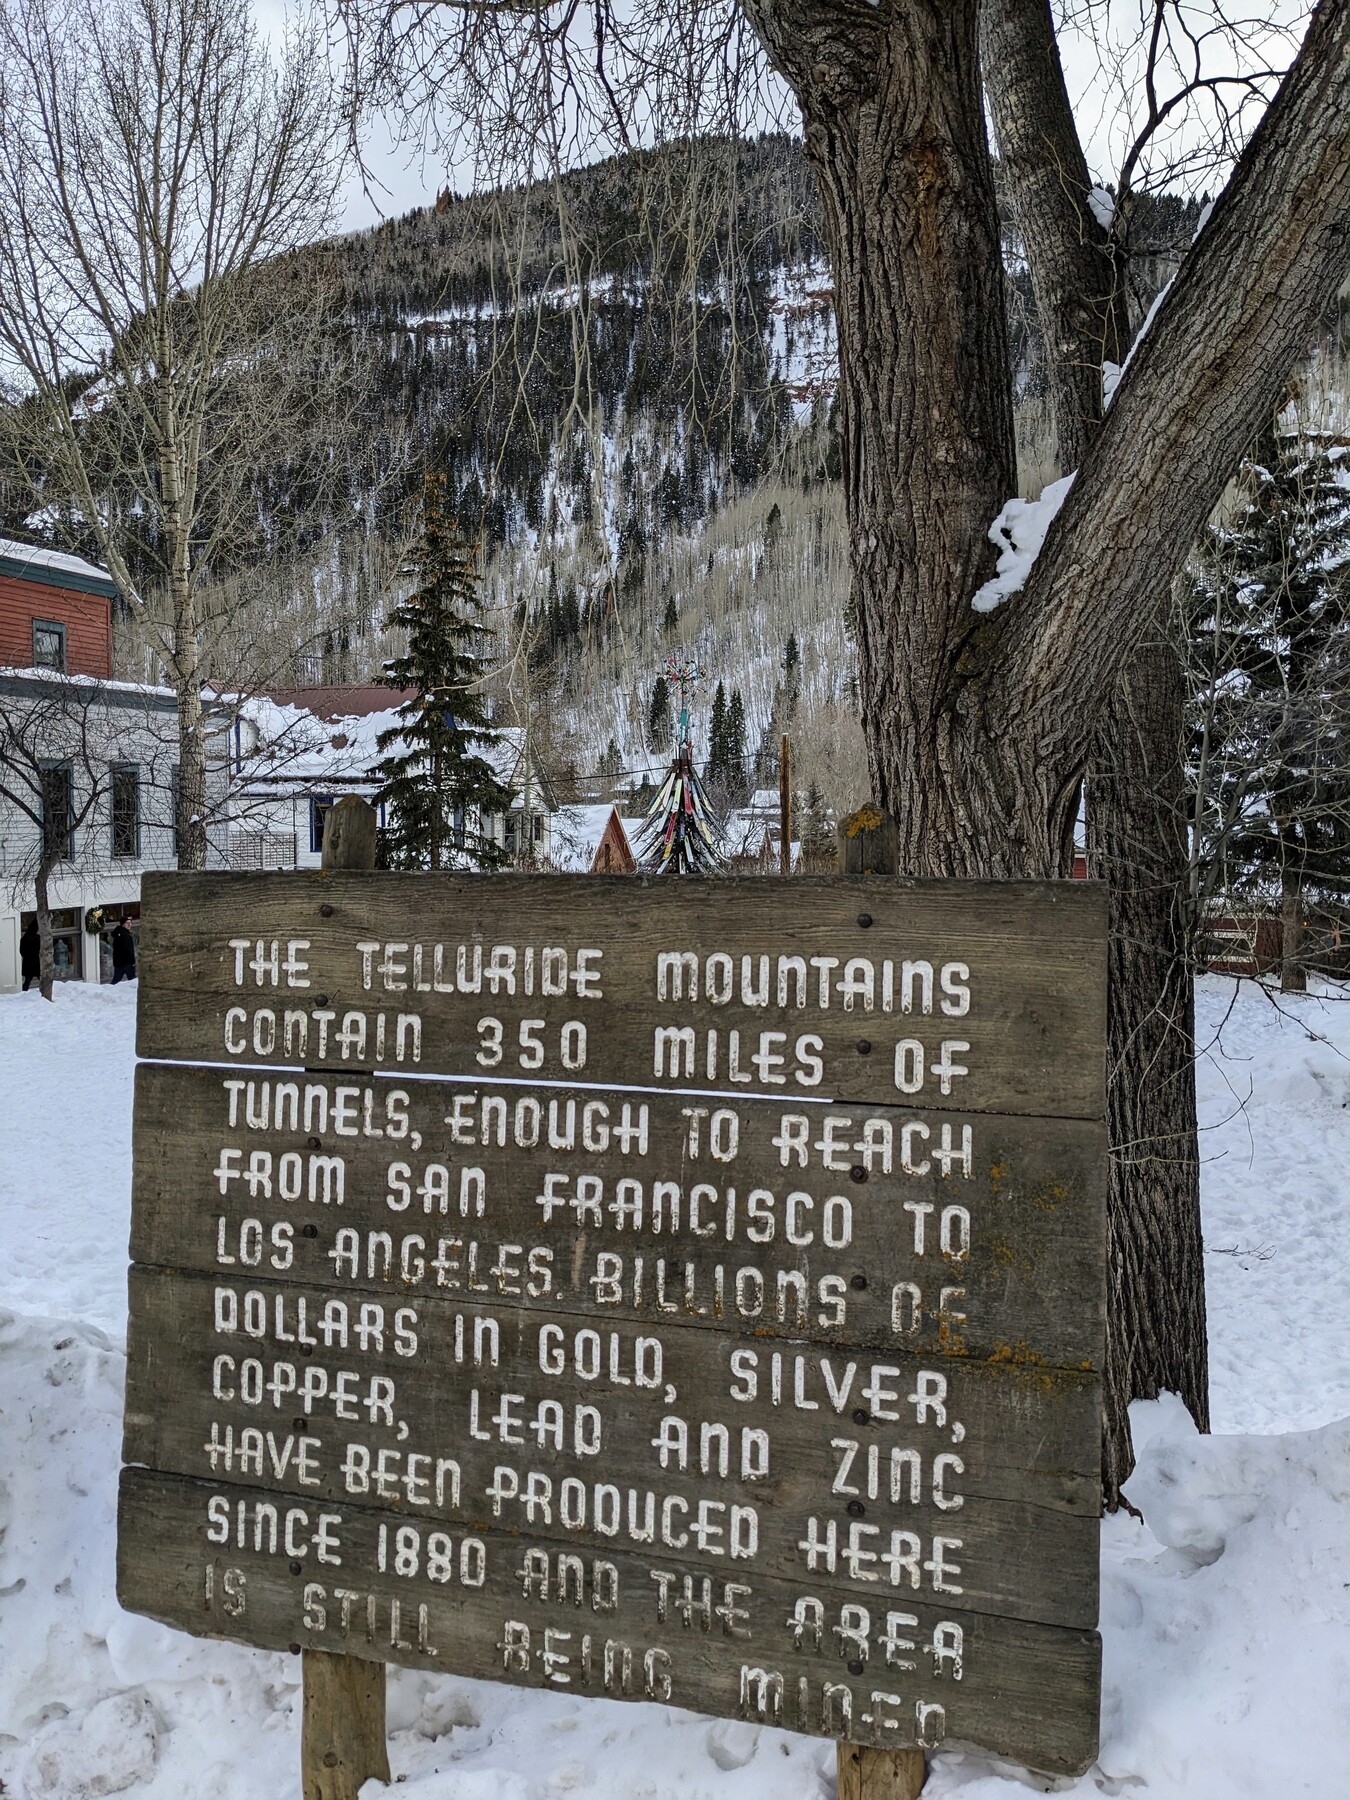 THE TELLURIDE MOUNTAINS
CONTAIN 350 MILES OF
TUNNELS, ENOUGH TO REACH
FROM SAN FRANCISCO TO
LOS ANGELES. BILLIONS OF
DOLLARS IN GOLD, SILVER,
COPPER, LEAD AND ZINC
HAVE BEEN PRODUCED HERE
SINCE 1880 AND THE AREA
IS STILL BEING MINED